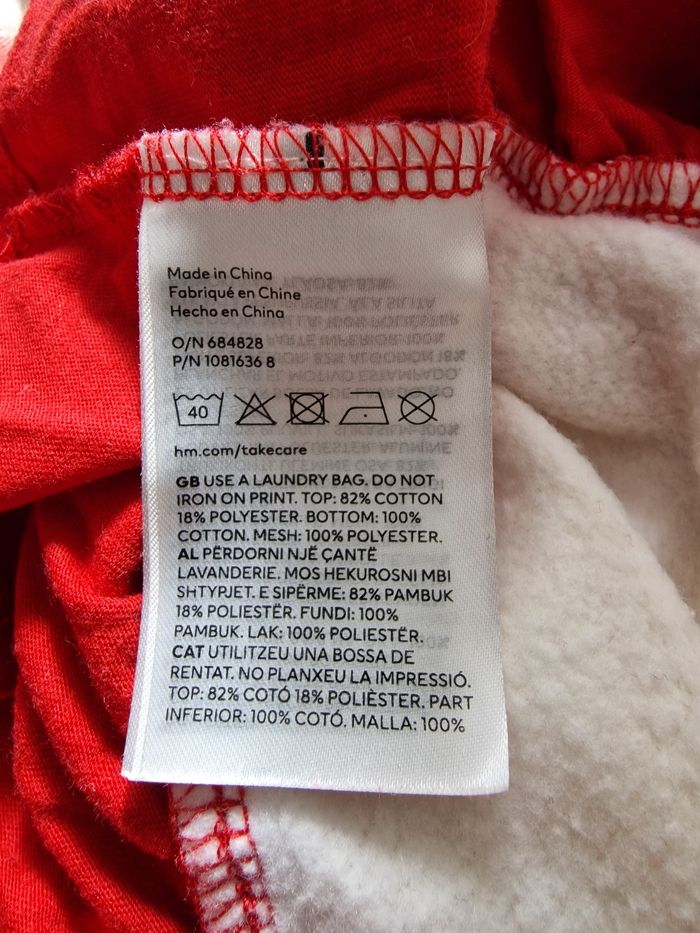 Made in China
Fabriqué en Chine
Hecho en China
O/N 684828
P/N 1081636 8
40
hm.com/takecare
GB USE A LAUNDRY BAG. DO NOT
IRON ON PRINT. TOP: 82% COTTON
18% POLYESTER. BOTTOM: 100%
COTTON. MESH: 100% POLYESTER.
AL PËRDORNI NJË ÇANTË
LAVANDERIE. MOS HEKUROSNI MBI
SHTYPJET. E SIPËRME: 82% PAMBUK
18% POLIESTËR. FUNDI: 100%
PAMBUK. LAK: 100% POLIESTËR.
CAT UTILITZEU UNA BOSSA DE
RENTAT. NO PLANXEU LA IMPRESSIÓ.
TOP: 82% COTÓ 18% POLIÈSTER. PART
INFERIOR: 100% COTÓ. MALLA: 100%